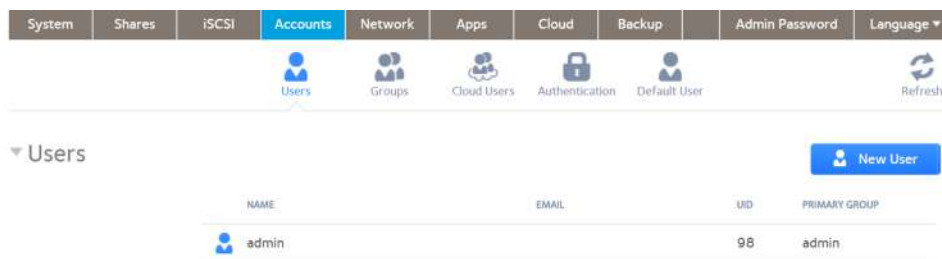 System Shares iSCSI Accounts Network Apps Cloud Backup Admin Password Language
Users Groups Cloud Users Authentication Default User Refresh
Users New User
NAME EMAIL UID PRIMARY GROUP
admin 98 admin